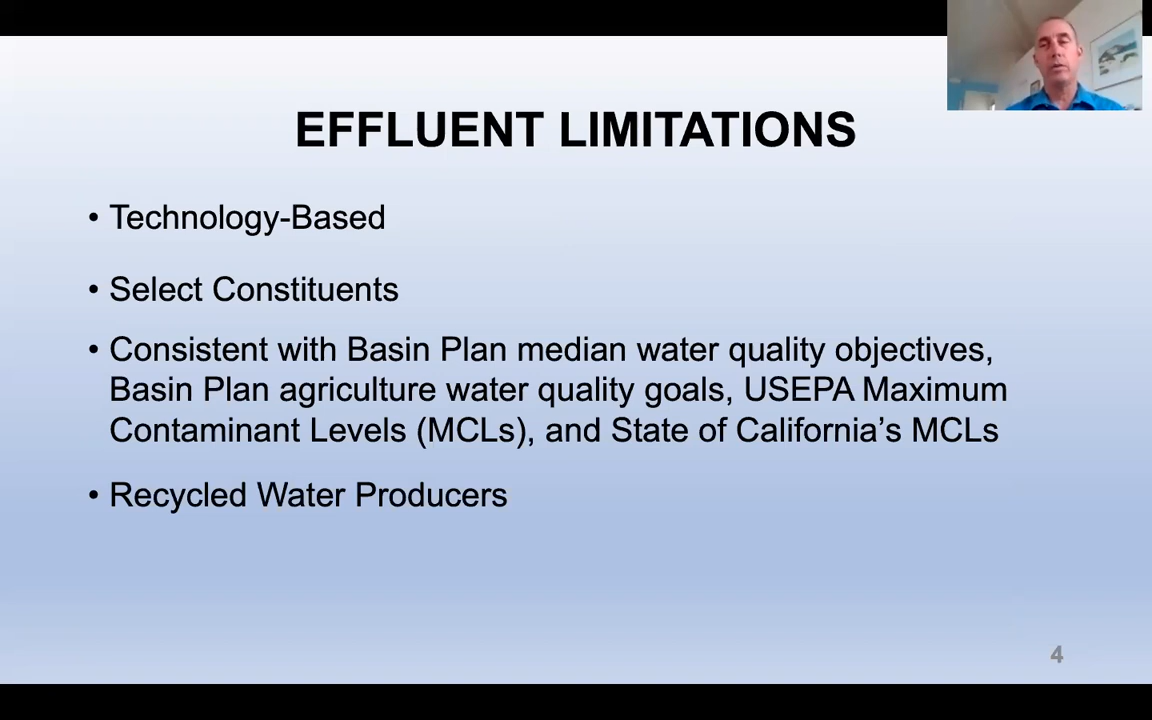 EFFLUENT LIMITATIONS
• Technology-Based
• Select Constituents
• Consistent with Basin Plan median water quality objectives,
Basin Plan agriculture water quality goals, USEPA Maximum
Contaminant Levels (MCLs), and State of California’s MCLs
• Recycled Water Producers
4